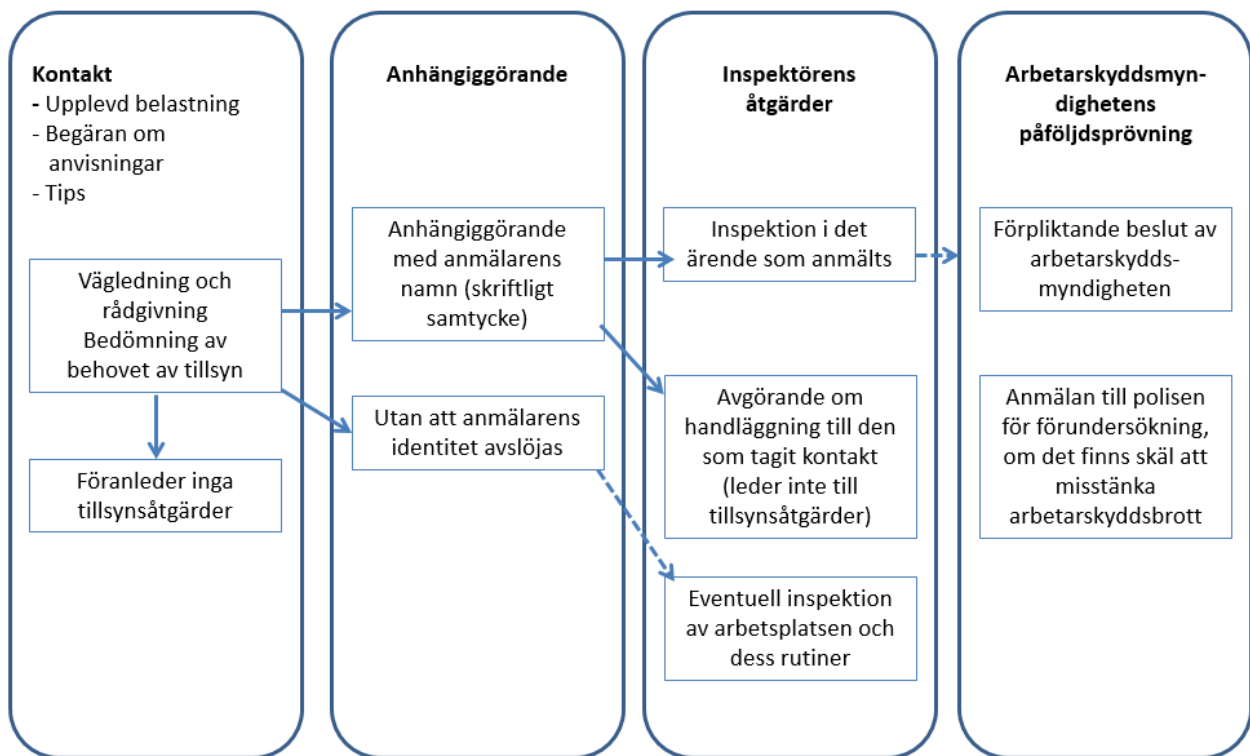 Kontakt
- Upplevd belastning
- Begäran om
anvisningar
- Tips
Vägledning och
rådgivning
Bedömning av
behovet av tillsyn
Föranleder inga
tillsynsåtgärder
Anhängiggörande
Anhängiggörande
med anmälarens
namn (skriftligt
samtycke)
Utan att anmälarens
identitet avslöjas
Inspektörens
åtgärder
Inspektion i det
ärende som anmälts
Avgörande om
handläggning till den
som tagit kontakt
(leder inte till
tillsynsåtgärder)
Eventuell inspektion
av arbetsplatsen och
dess rutiner
Arbetarskyddsmyn-
dighetens
påföljdsprövning
Förpliktande beslut av
arbetarskydds-
myndigheten
Anmälan till polisen
för förundersökning,
om det finns skäl att
misstänka
arbetarskyddsbrott